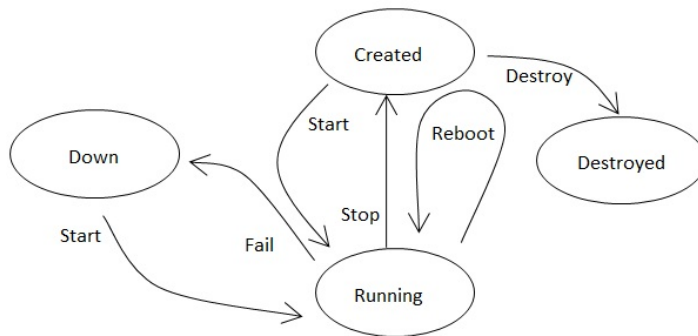 Created
Destroy
Start
Reboot
Down
Destroyed
Stop
Start
Fail
Running